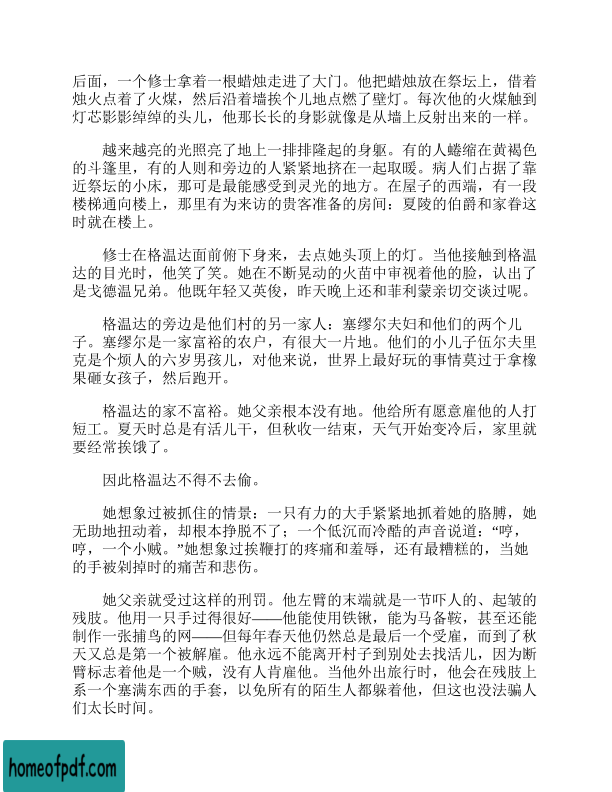 后面，一个修士拿着一根蜡烛走进了大门。他把蜡烛放在祭坛上，借着
烛火点着了火煤，然后沿着墙挨个儿地点燃了壁灯。每次他的火煤触到
灯芯影影绰绰的头儿，他那长长的身影就像是从墙上反射出来的一样。
越来越亮的光照亮了地上一排排隆起的身躯。有的人蜷缩在黄褐色
的斗篷里，有的人则和旁边的人紧紧地挤在一起取暖。病人们占据了靠
近祭坛的小床，那可是最能感受到灵光的地方。在屋子的西端，有一段
楼梯通向楼上，那里有为来访的贵客准备的房间：夏陵的伯爵和家眷这
时就在楼上。
修士在格温达面前俯下身来，去点她头顶上的灯。当他接触到格温
达的目光时，他笑了笑。她在不断晃动的火苗中审视着他的脸，认出了
是戈德温兄弟。他既年轻又英俊，昨天晚上还和菲利蒙亲切交谈过呢。
格温达的旁边是他们村的另一家人：塞缪尔夫妇和他们的两个儿
子。塞缪尔是一家富裕的农户，有很大一片地。他们的小儿子伍尔夫里
克是个烦人的六岁男孩儿，对他来说，世界上最好玩的事情莫过于拿橡
果砸女孩子，然后跑开。
格温达的家不富裕。她父亲根本没有地。他给所有愿意雇他的人打
短工。夏天时总是有活儿干，但秋收一结束，天气开始变冷后，家里就
要经常挨饿了。
因此格温达不得不去偷。
她想象过被抓住的情景：一只有力的大手紧紧地抓着她的胳膊，她
无助地扭动着，却根本挣脱不了；一个低沉而冷酷的声音说道：“哼，
哼，一个小贼。”她想象过挨鞭打的疼痛和羞辱，还有最糟糕的，当她
的手被剁掉时的痛苦和悲伤。
她父亲就受过这样的刑罚。他左臂的末端就是一节吓人的、起皱的
残肢。他用一只手过得很好——他能使用铁锹，能为马备鞍，甚至还能
制作一张捕鸟的网——但每年春天他仍然总是最后一个受雇，而到了秋
天又总是第一个被解雇。他永远不能离开村子到别处去找活儿，因为断
臂标志着他是一个贼，没有人肯雇他。当他外出旅行时，他会在残肢上
系一个塞满东西的手套，以免所有的陌生人都躲着他，但这也没法骗人
们太长时间。
homeofpdf.com